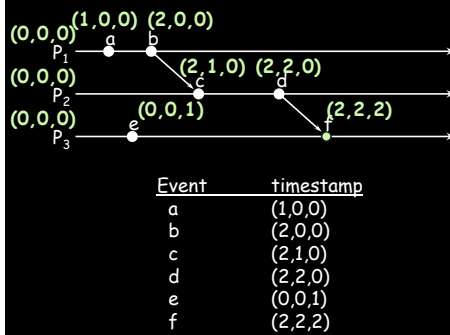 (1,0,0) (2,0,0)
(0,0,0)
P1 a b
(0,0,0) (2,1,0) (2,2,0)
P2 c d
(0,0,0) (0,0,1) (2,2,2)
P3 e f
Event timestamp
a (1,0,0)
b (2,0,0)
c (2,1,0)
d (2,2,0)
e (0,0,1)
f (2,2,2)